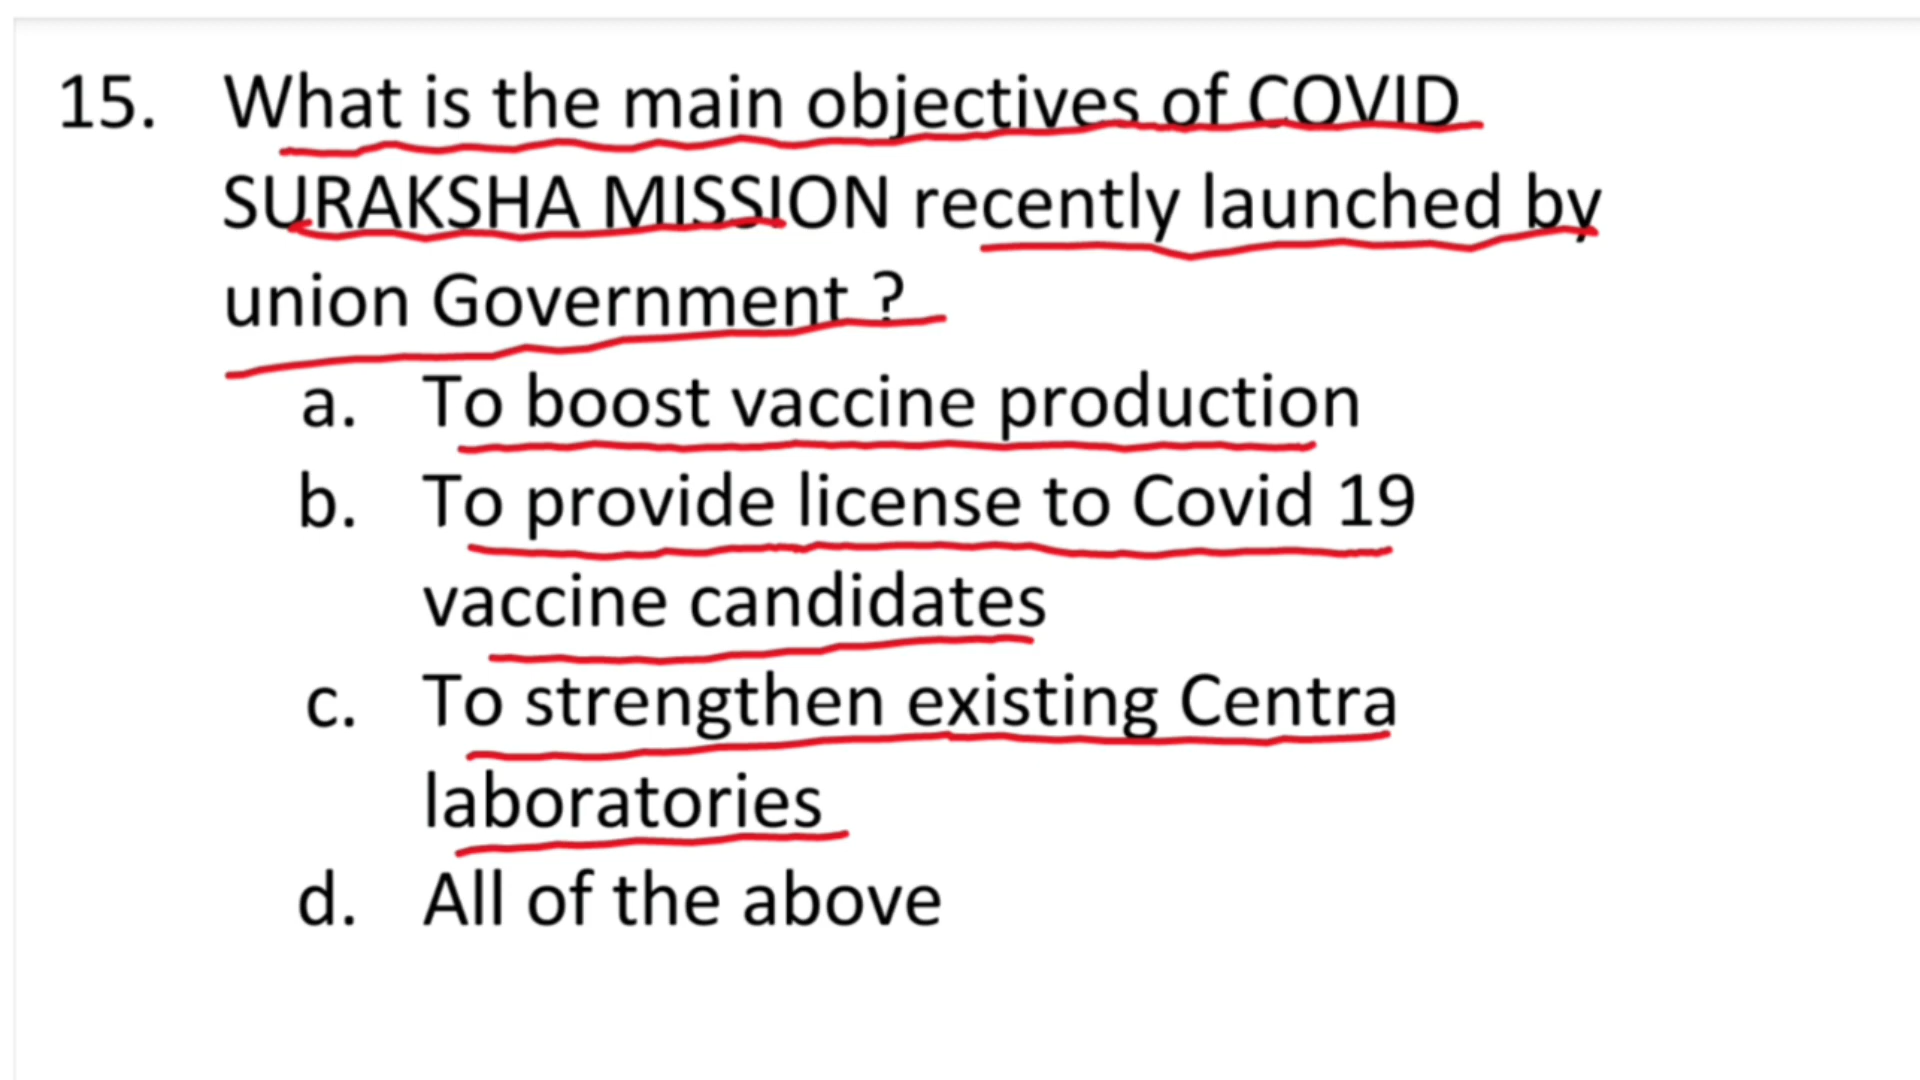 15. What is the main objectives of COVID
SURAKSHA MISSION recently launched by
union Government ?
a. To boost vaccine production
b. To provide license to Covid 19
vaccine candidates
c. To strengthen existing Centra
laboratories
d. All of the above